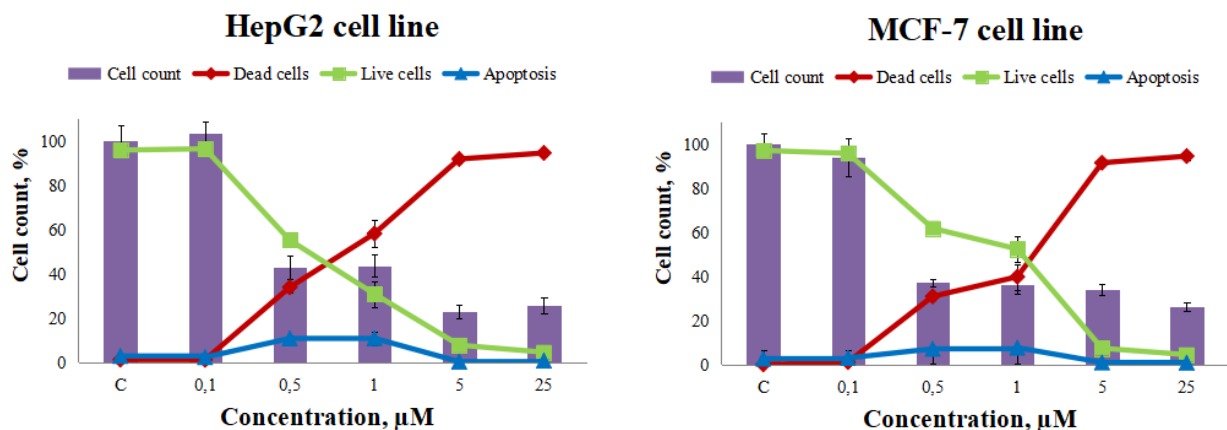 HepG2 cell line
Cell count Dead cells Live cells Apoptosis
Cell count, %
100
80
60
40
20
0
C 0,1 0,5 1 5 25
Concentration, µM
MCF-7 cell line
Cell count Dead cells Live cells Apoptosis
Cell count, %
100
80
60
40
20
0
C 0,1 0,5 1 5 25
Concentration, µM